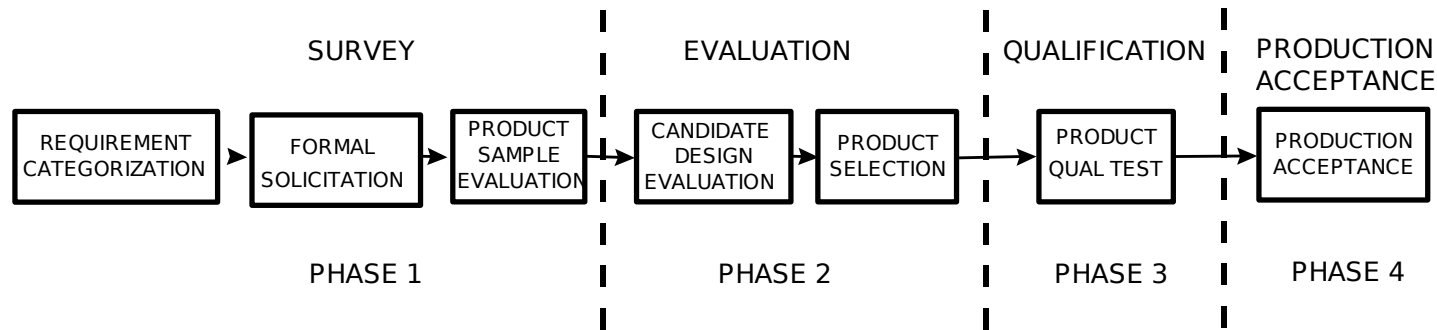 SURVEY
EVALUATION
QUALIFICATION
PRODUCTION
ACCEPTANCE
REQUIREMENT
CATEGORIZATION
FORMAL
SOLICITATION
PRODUCT
SAMPLE
EVALUATION
CANDIDATE
DESIGN
EVALUATION
PRODUCT
SELECTION
PRODUCT
QUAL TEST
PRODUCTION
ACCEPTANCE
PHASE 1
PHASE 2
PHASE 3
PHASE 4